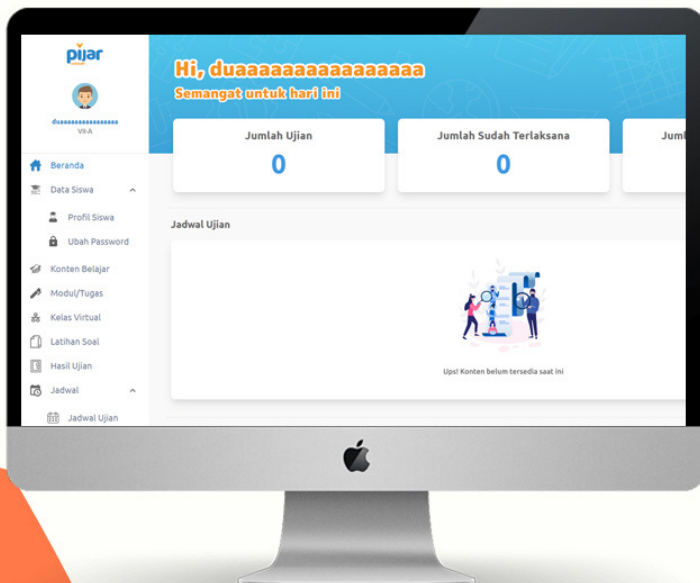 pijar
Hi, duaaaaaaaaaaaaaaaaa
Semangat untuk hari ini
duaaaaaaaaaaaaaaaaa
VII-A
Jumlah Ujian
0
Jumlah Sudah Terlaksana
0
Beranda
Data Siswa
Profil Siswa
Ubah Password
Konten Belajar
Modul/Tugas
Kelas Virtual
Latihan Soal
Hasil Ujian
Jadwal
Jadwal Ujian
Jadwal Ujian
Ups! Konten belum tersedia saat ini